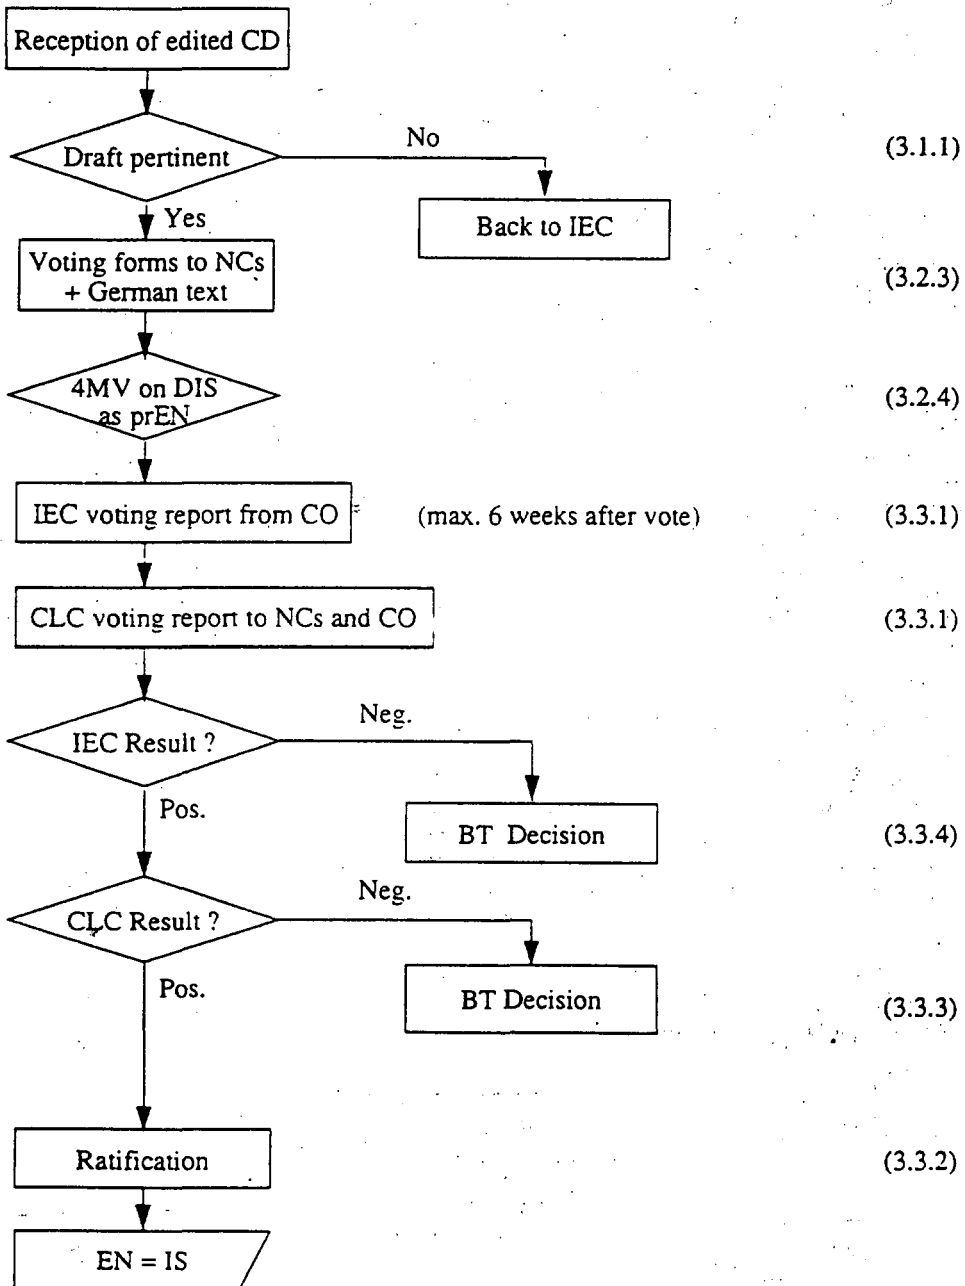 Reception of edited CD
Draft pertinent
No
(3.1.1)
Yes
Back to IEC
Voting forms to NCs
+ German text
(3.2.3)
4MV on DIS
as prEN
(3.2.4)
IEC voting report from CO
(max. 6 weeks after vote)
(3.3.1)
CLC voting report to NCs and CO
(3.3.1)
IEC Result ?
Neg.
Pos.
BT Decision
(3.3.4)
CLC Result ?
Neg.
Pos.
BT Decision
(3.3.3)
Ratification
(3.3.2)
EN = IS